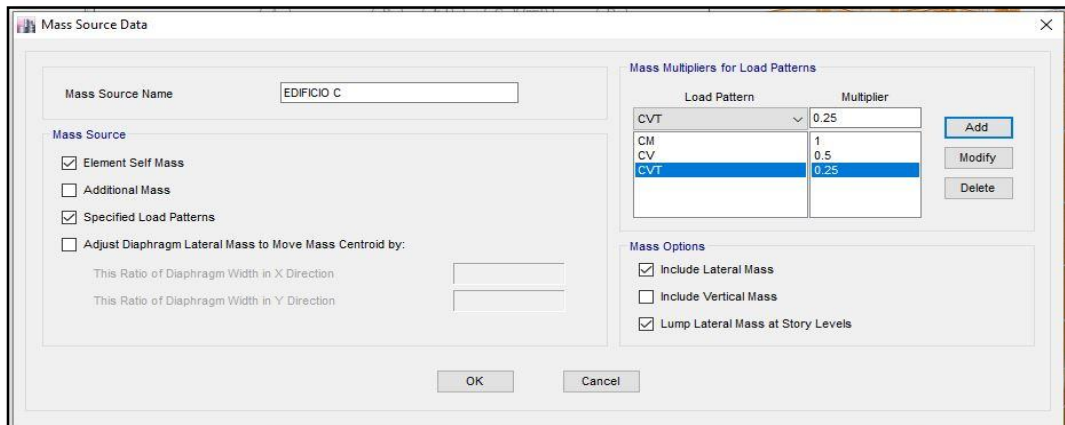 Mass Source Data
Mass Source Name
EDIFICIO C
Mass Source
Element Self Mass
Additional Mass
Specified Load Patterns
Adjust Diaphragm Lateral Mass to Move Mass Centroid by:
This Ratio of Diaphragm Width in X Direction
This Ratio of Diaphragm Width in Y Direction
Mass Multipliers for Load Patterns
Load Pattern Multiplier
CVT 0.25
CM 1
CV 0.5
CVT 0.25
Add
Modify
Delete
Mass Options
Include Lateral Mass
Include Vertical Mass
Lump Lateral Mass at Story Levels
OK Cancel